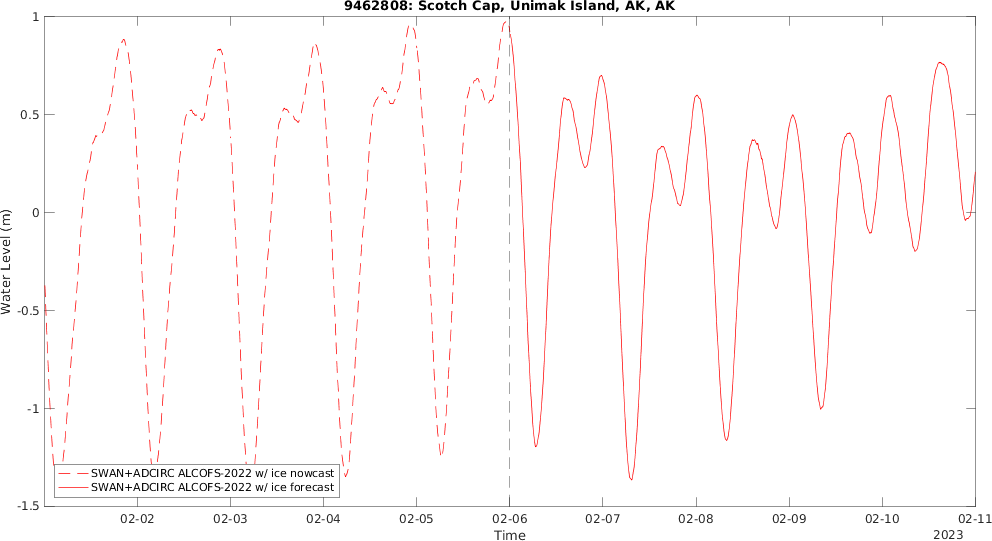 9462808: Scotch Cap, Unimak Island, AK, AK
Water Level (m)
1
0.5
0
-0.5
-1
-1.5
SWAN+ADCIRC ALCOFS-2022 w/ ice nowcast
SWAN+ADCIRC ALCOFS-2022 w/ ice forecast
02-02 02-03 02-04 02-05 02-06 02-07 02-08 02-09 02-10 02-11
Time
2023